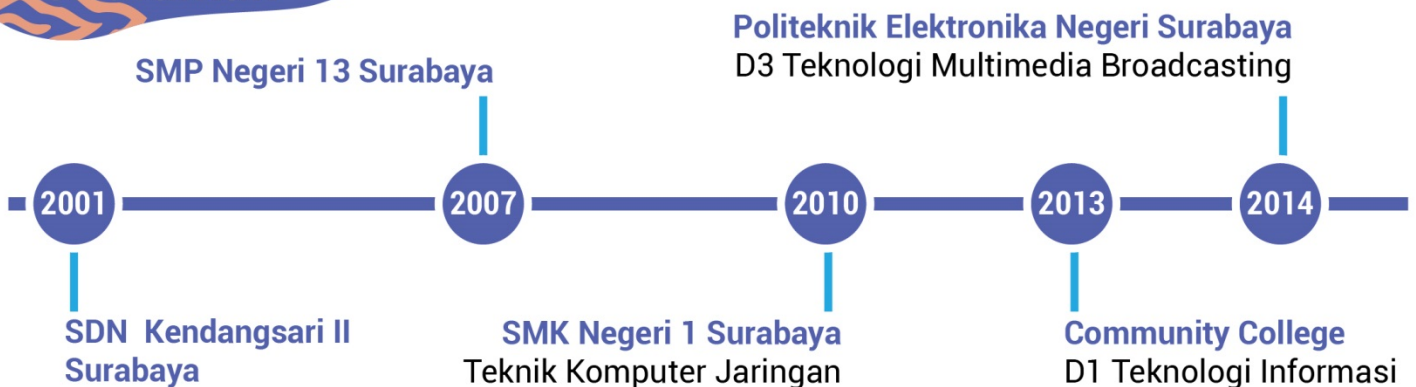 Politeknik Elektronika Negeri Surabaya
D3 Teknologi Multimedia Broadcasting
SMP Negeri 13 Surabaya
2001
2007
2010
2013
2014
SDN Kendangsari II
Surabaya
SMK Negeri 1 Surabaya
Teknik Komputer Jaringan
Community College
D1 Teknologi Informasi